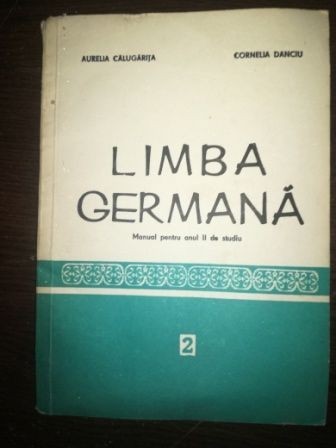 AURELIA CĂLUGĂRIȚA CORNELIA DANCIU
LIMBA
GERMANĂ
Manual pentru anul II de studiu
2